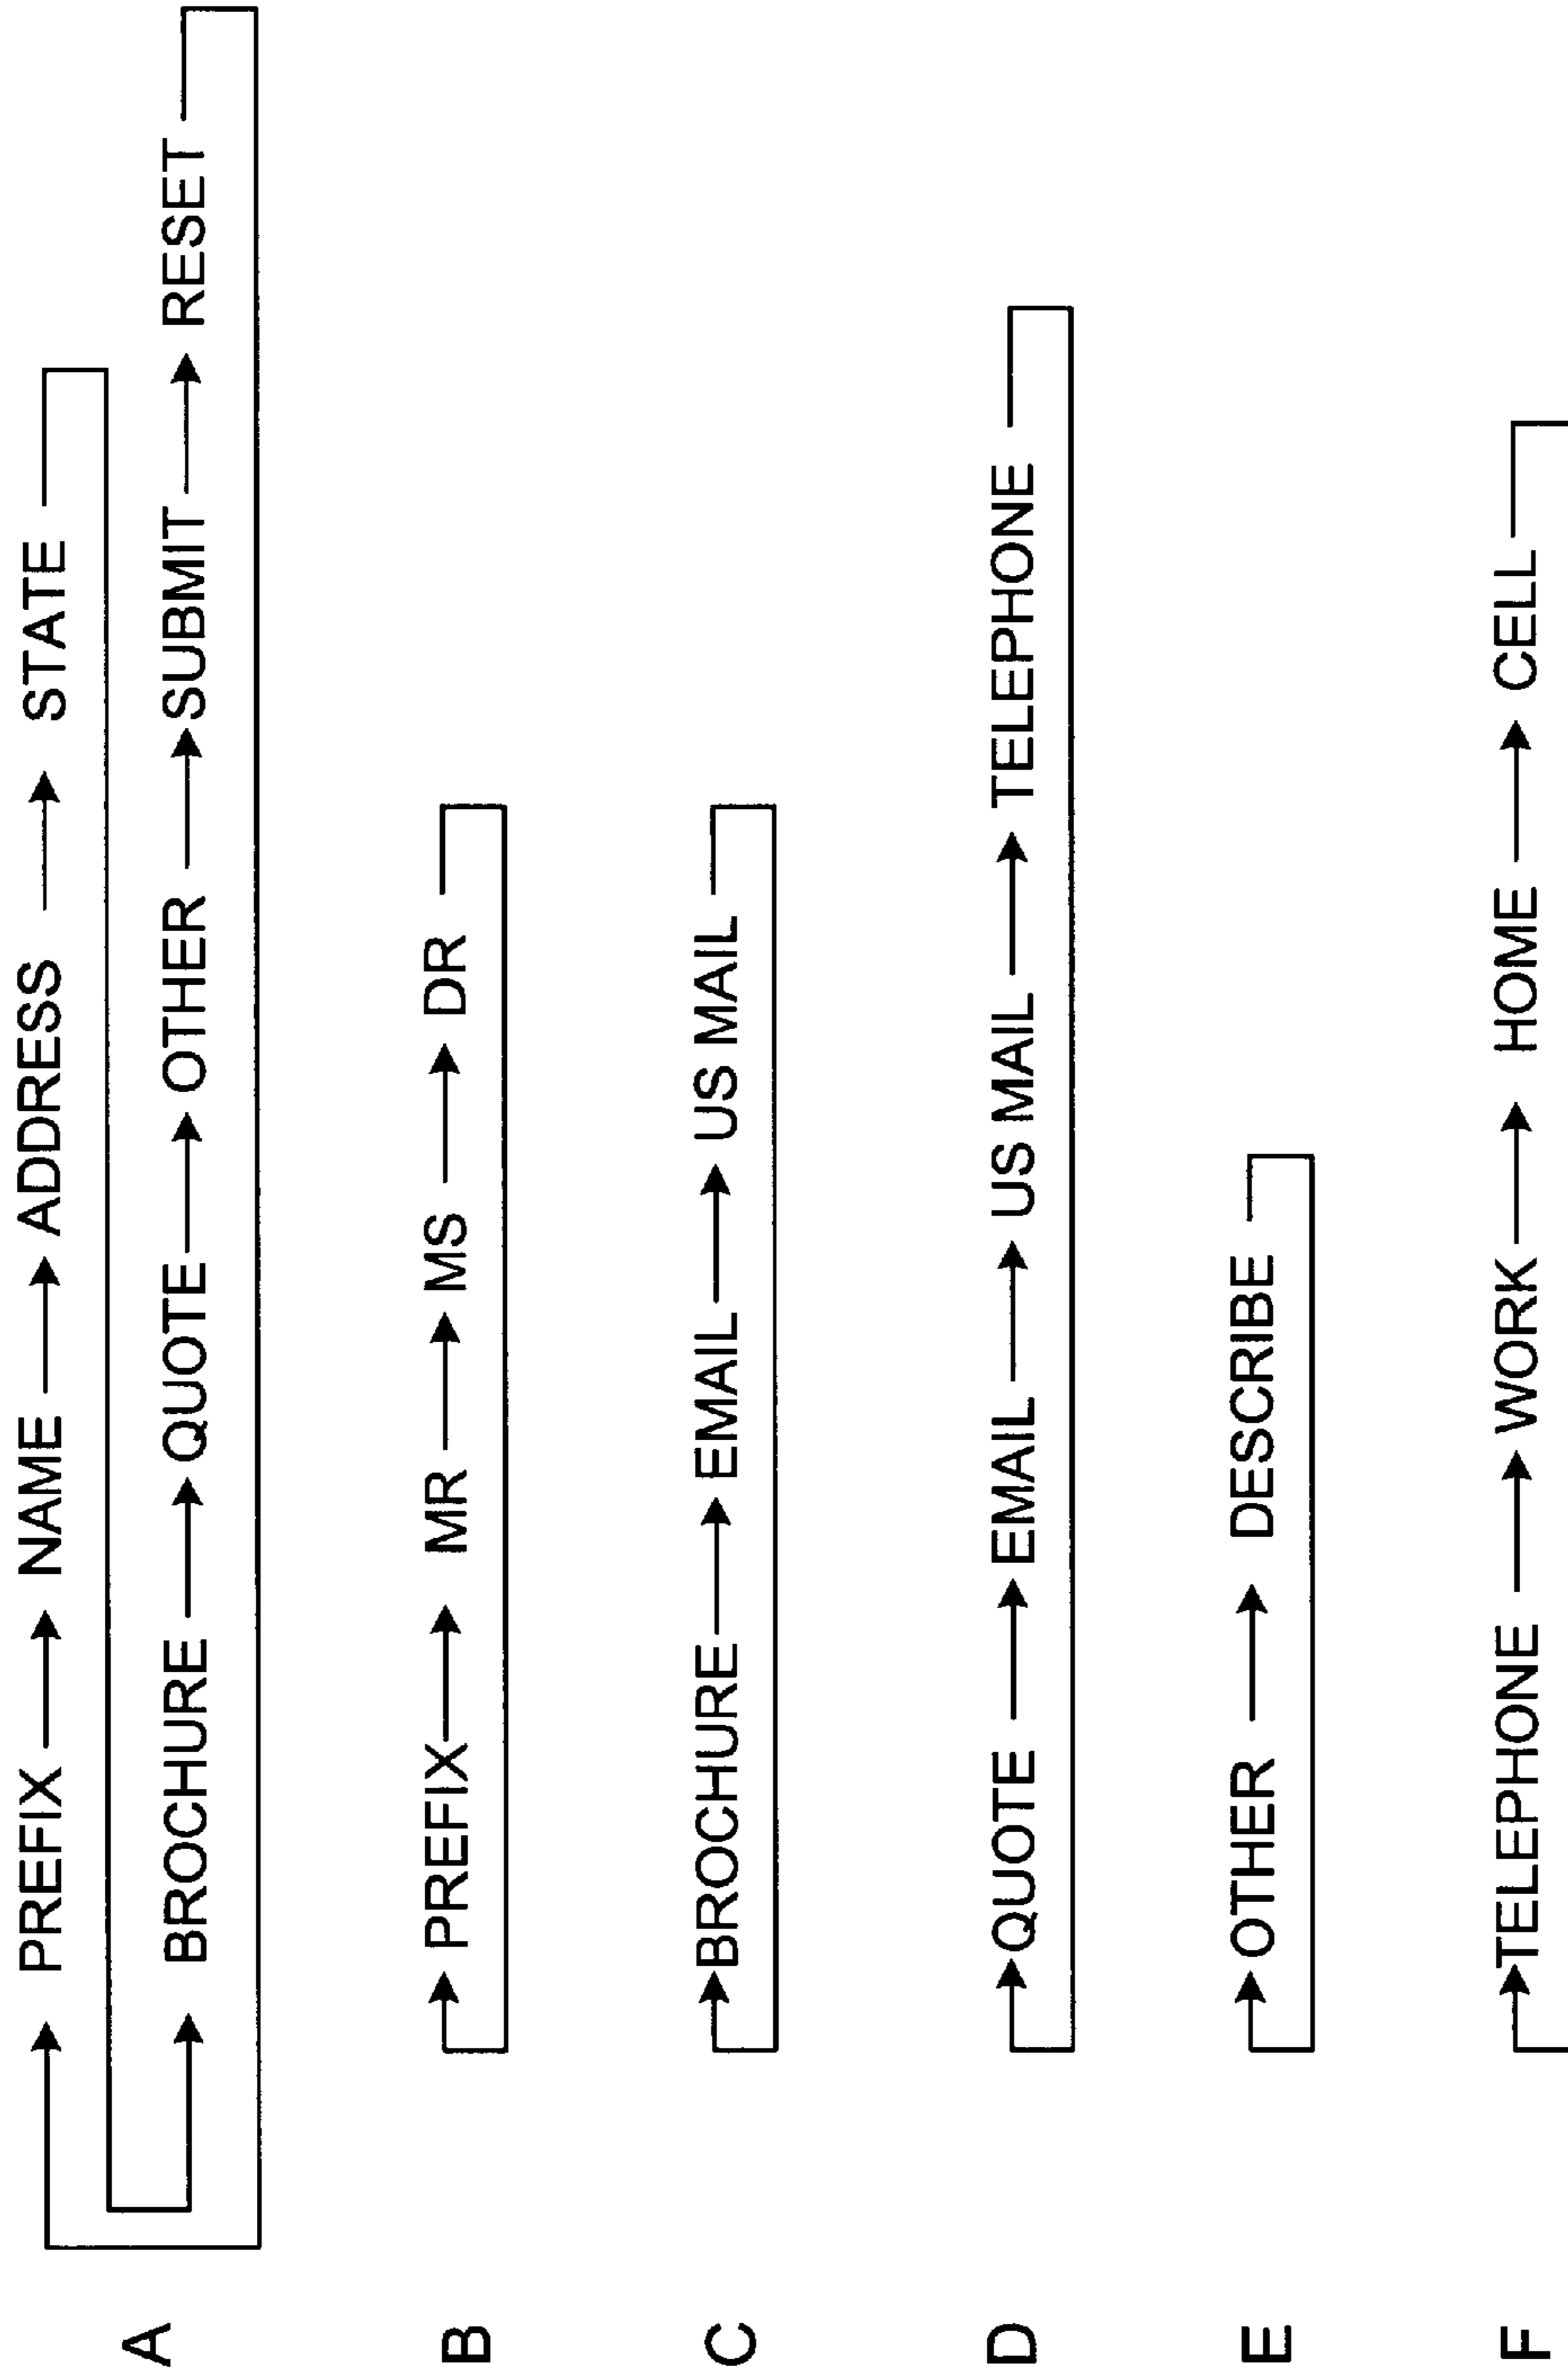 A
PREFIX NAME ADDRESS STATE
BROCHURE QUOTE OTHER SUBMIT RESET
B PREFIX MR MS DR
C BROCHURE EMAIL US MAIL
D QUOTE EMAIL US MAIL TELEPHONE
E OTHER DESCRIBE
F TELEPHONE WORK HOME CELL